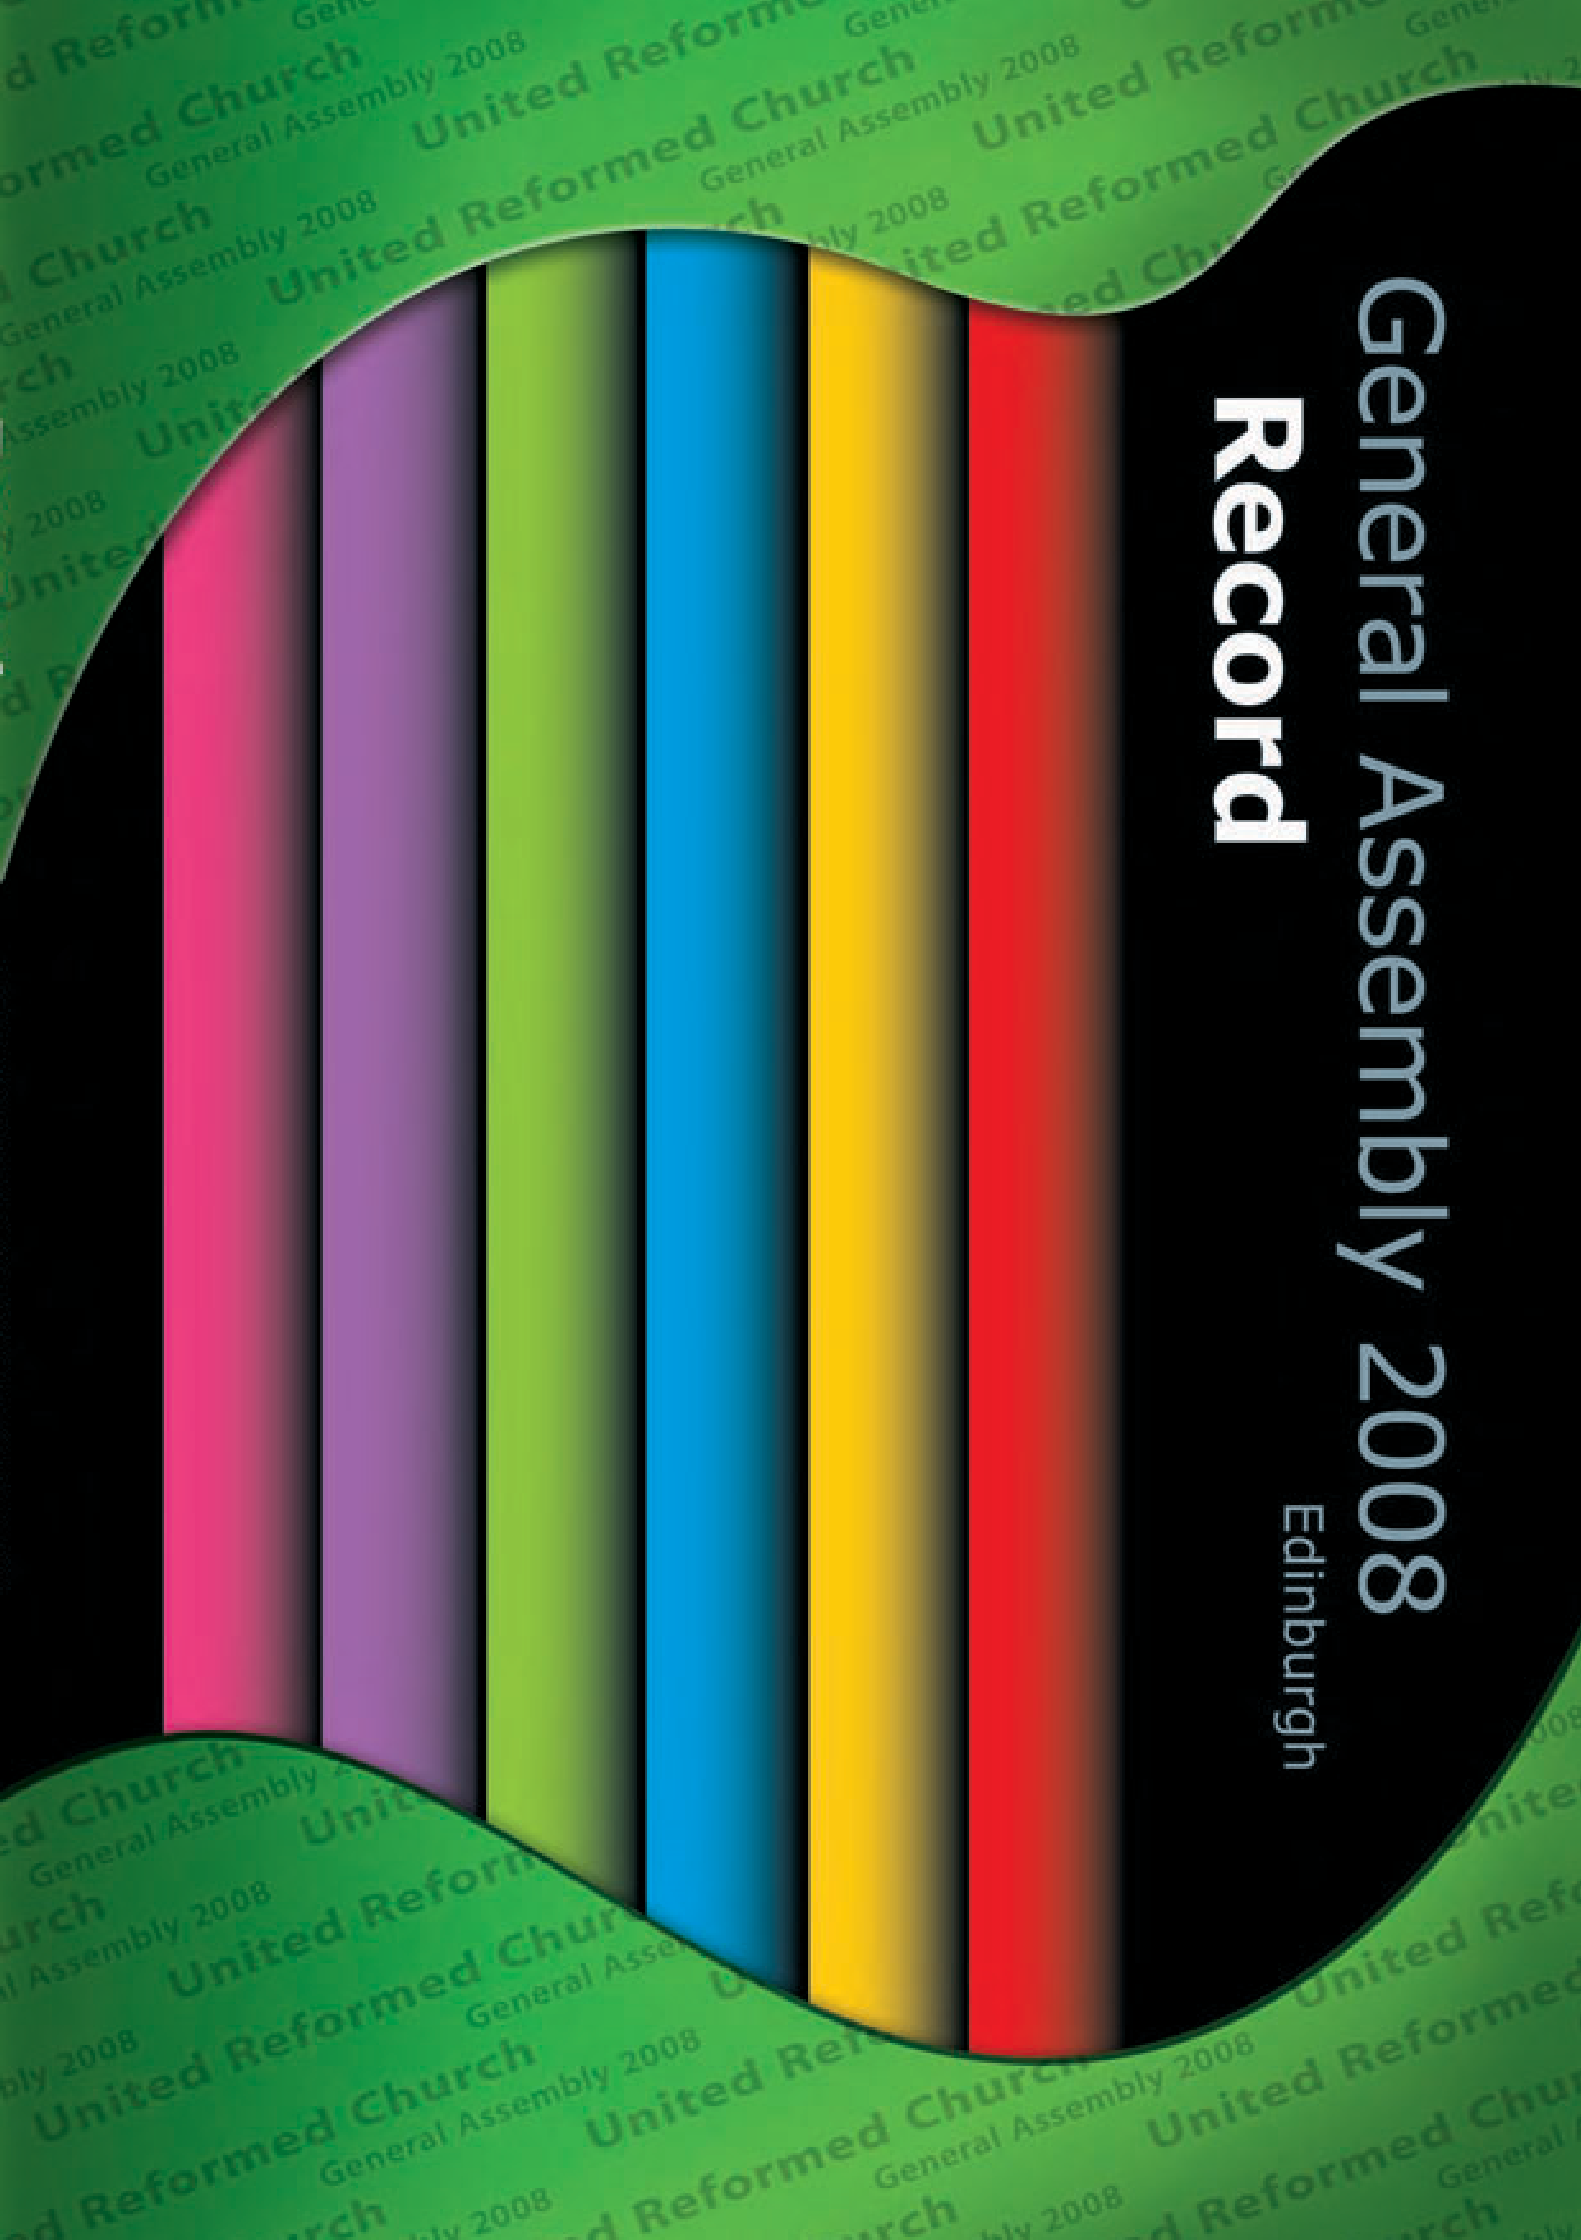 General Assembly 2008
Edinburgh
Record
United Reformed Church
General Assembly 2008